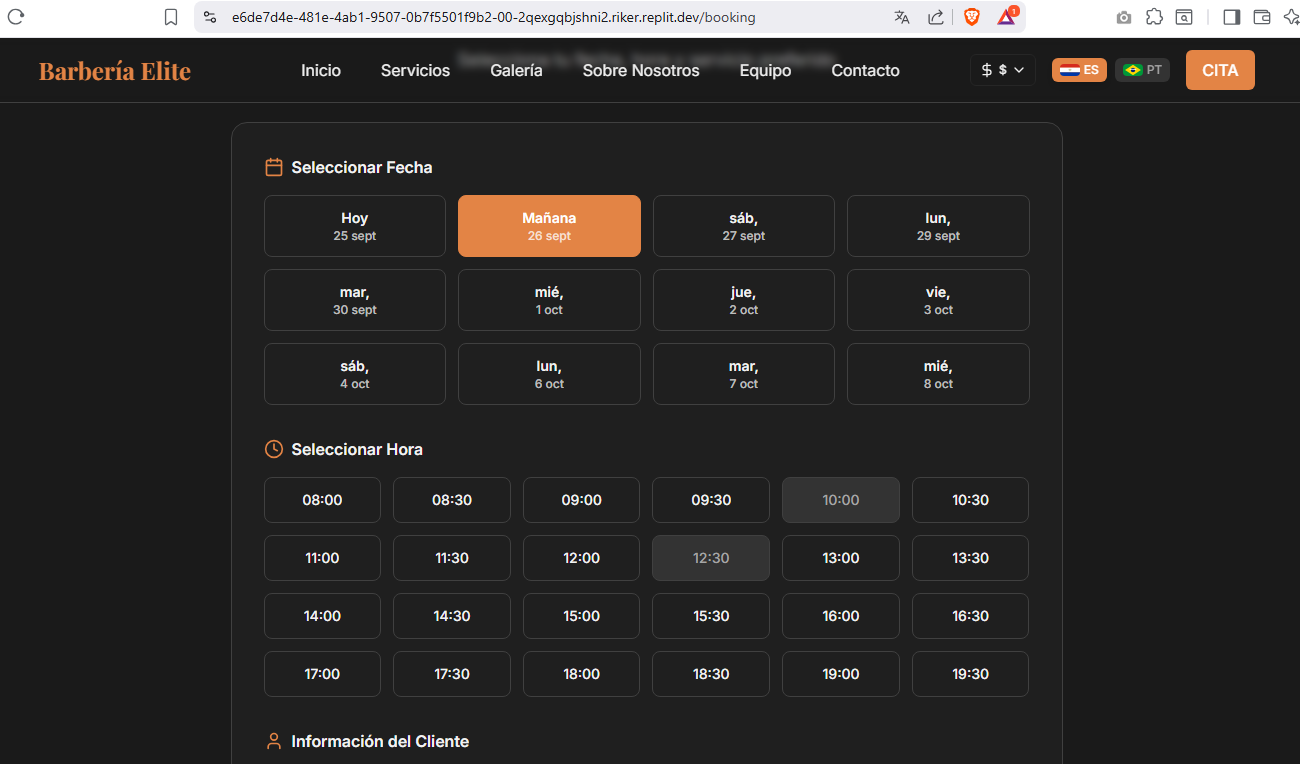 e6de7d4e-481e-4ab1-9507-0b7f5501f9b2-00-2qexgqbjshni2.riker.replit.dev/booking
1
Barbería Elite
Inicio Servicios Galería Sobre Nosotros Equipo Contacto
$ $ ES PT CITA
Seleccionar Fecha
Hoy Mañana sáb, lun,
25 sept 26 sept 27 sept 29 sept
mar, mié, jue, vie,
30 sept 1 oct 2 oct 3 oct
sáb, lun, mar, mié,
4 oct 6 oct 7 oct 8 oct
Seleccionar Hora
08:00 08:30 09:00 09:30 10:00 10:30
11:00 11:30 12:00 12:30 13:00 13:30
14:00 14:30 15:00 15:30 16:00 16:30
17:00 17:30 18:00 18:30 19:00 19:30
Información del Cliente